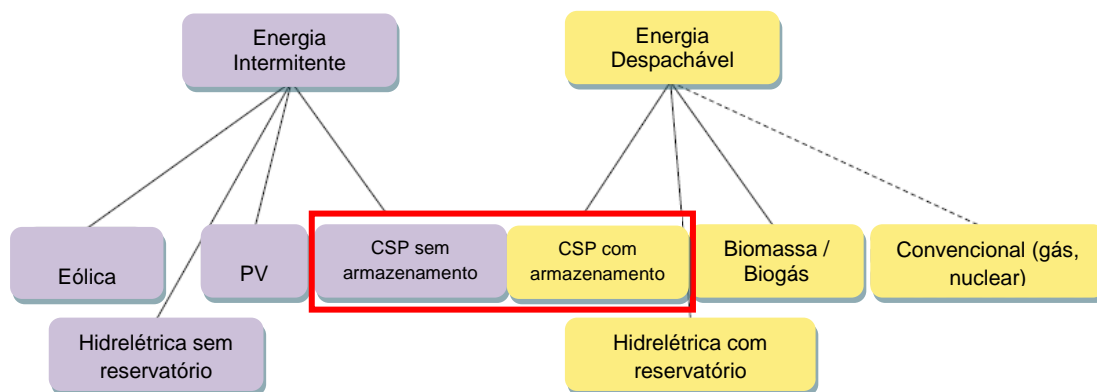 Energia
Intermitente
Energia
Despachável
Eólica
PV
CSP sem
armazenamento
CSP com
armazenamento
Biomassa /
Biogás
Convencional (gás,
nuclear)
Hidrelétrica sem
reservatório
Hidrelétrica com
reservatório